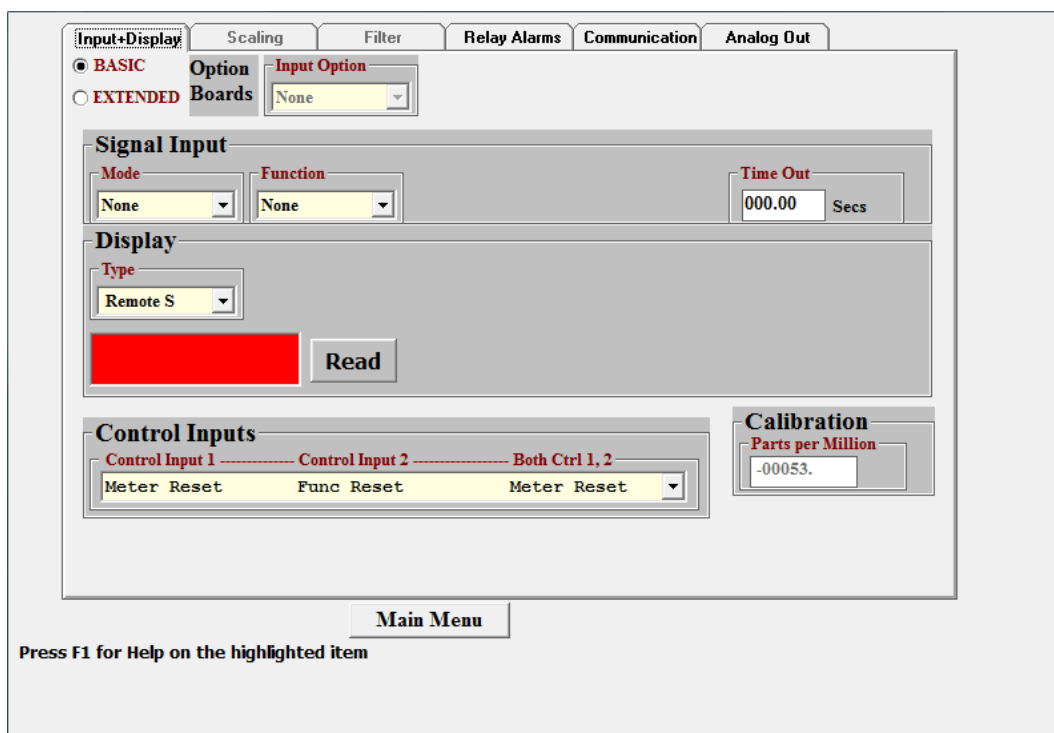 Input+Display Scaling Filter Relay Alarms Communication Analog Out
BASIC
EXTENDED
Option
Boards
Input Option
None
Signal Input
Mode Function Time Out
None None 000.00 Secs
Display
Type
Remote S
Read
Control Inputs
Control Input 1 -------------- Control Input 2 ------------------ Both Ctrl 1, 2
Meter Reset Func Reset Meter Reset
Calibration
Parts per Million
-00053.
Main Menu
Press F1 for Help on the highlighted item